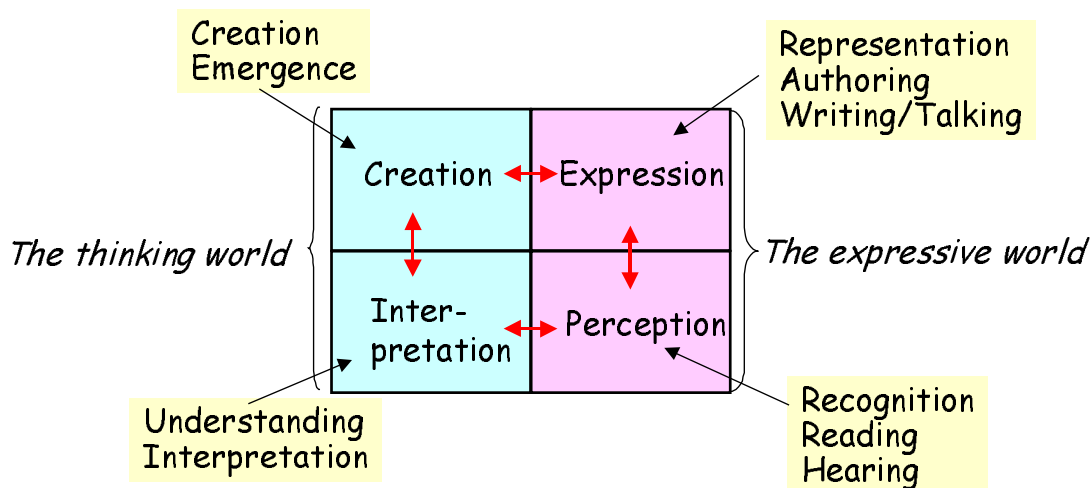 Creation
Emergence
Representation
Authoring
Writing/Talking
Creation
Expression
The thinking world
The expressive world
Inter-
pretation
Perception
Understanding
Interpretation
Recognition
Reading
Hearing